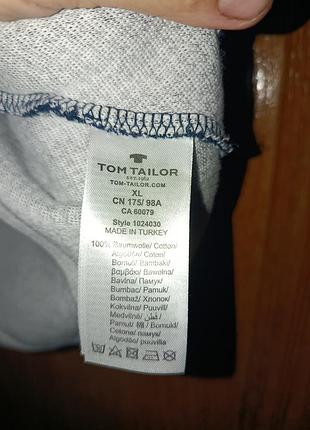 TOM TAILOR
est.1962
TOM-TAILOR.COM
XL
CN 175/ 98A
CA 60079
Style 1024030
MADE IN TURKEY
100% Baumwolle/ Cotton/
Algodón/ Coton/
Bomuld/ Bambaki/
βαμβάκι/ Bawełna/
Bavlna/ Памук/
Bumbac/ Pamuk/
Bombaž/ Хлопок/
Kokvilna/ Puuvill/
Medvilnė/ قطن/
Pamut/ 棉/ Bomull/
Cotone/ Pamuk/
Algodão/ puuvilla